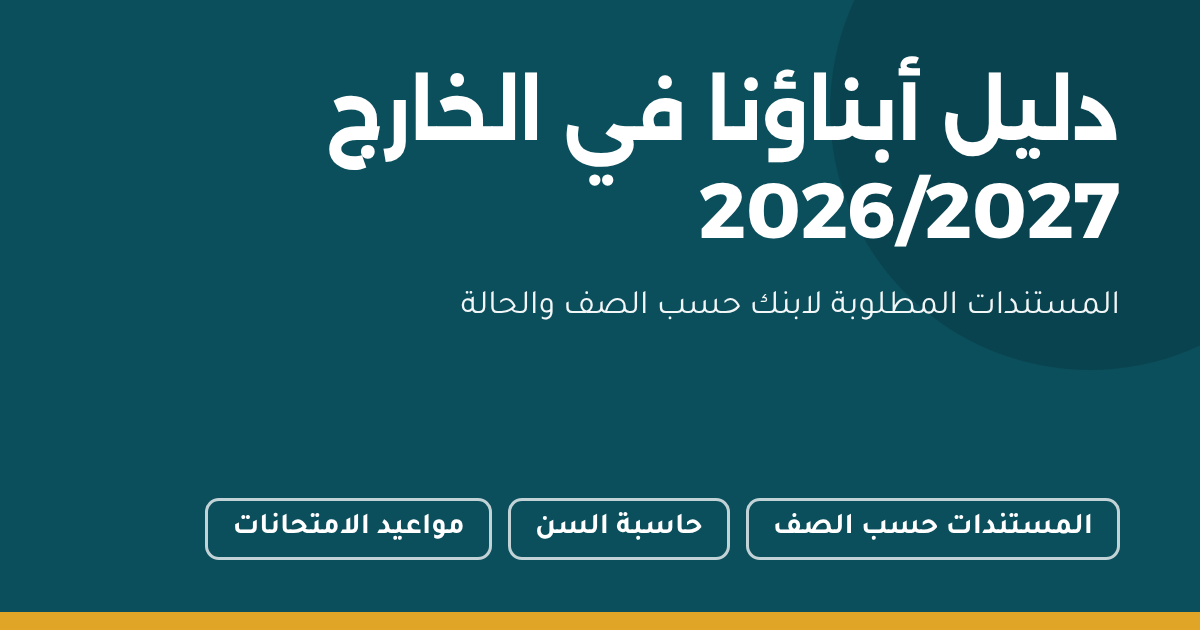 دليل أبناؤنا في الخارج
2026/2027
المستندات المطلوبة لابنك حسب الصف والحالة
المستندات حسب الصف
حاسبة السن
مواعيد الامتحانات